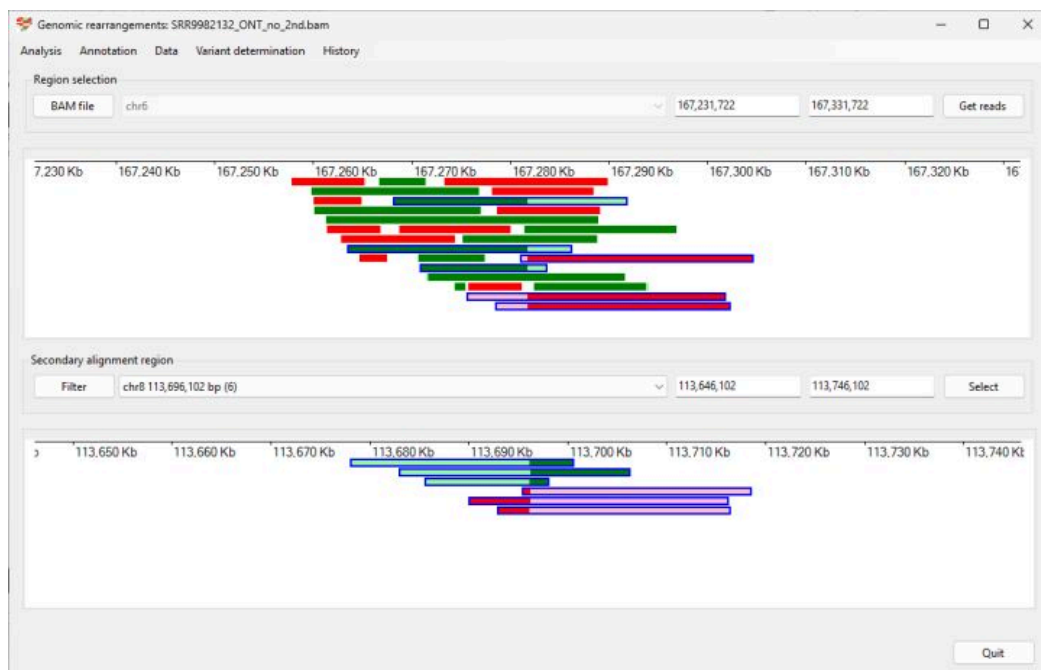 Genomic rearrangements: SRR9982132_ONT_no_2nd.bam
Analysis Annotation Data Variant determination History
Region selection
BAM file chr6 167,231,722 167,331,722 Get reads
7,230 Kb 167,240 Kb 167,250 Kb 167,260 Kb 167,270 Kb 167,280 Kb 167,290 Kb 167,300 Kb 167,310 Kb 167,320 Kb 167
Secondary alignment region
Filter chr8 113,696,102 bp (6) 113,646,102 113,746,102 Select
113,650 Kb 113,660 Kb 113,670 Kb 113,680 Kb 113,690 Kb 113,700 Kb 113,710 Kb 113,720 Kb 113,730 Kb 113,740 Kb
Quit